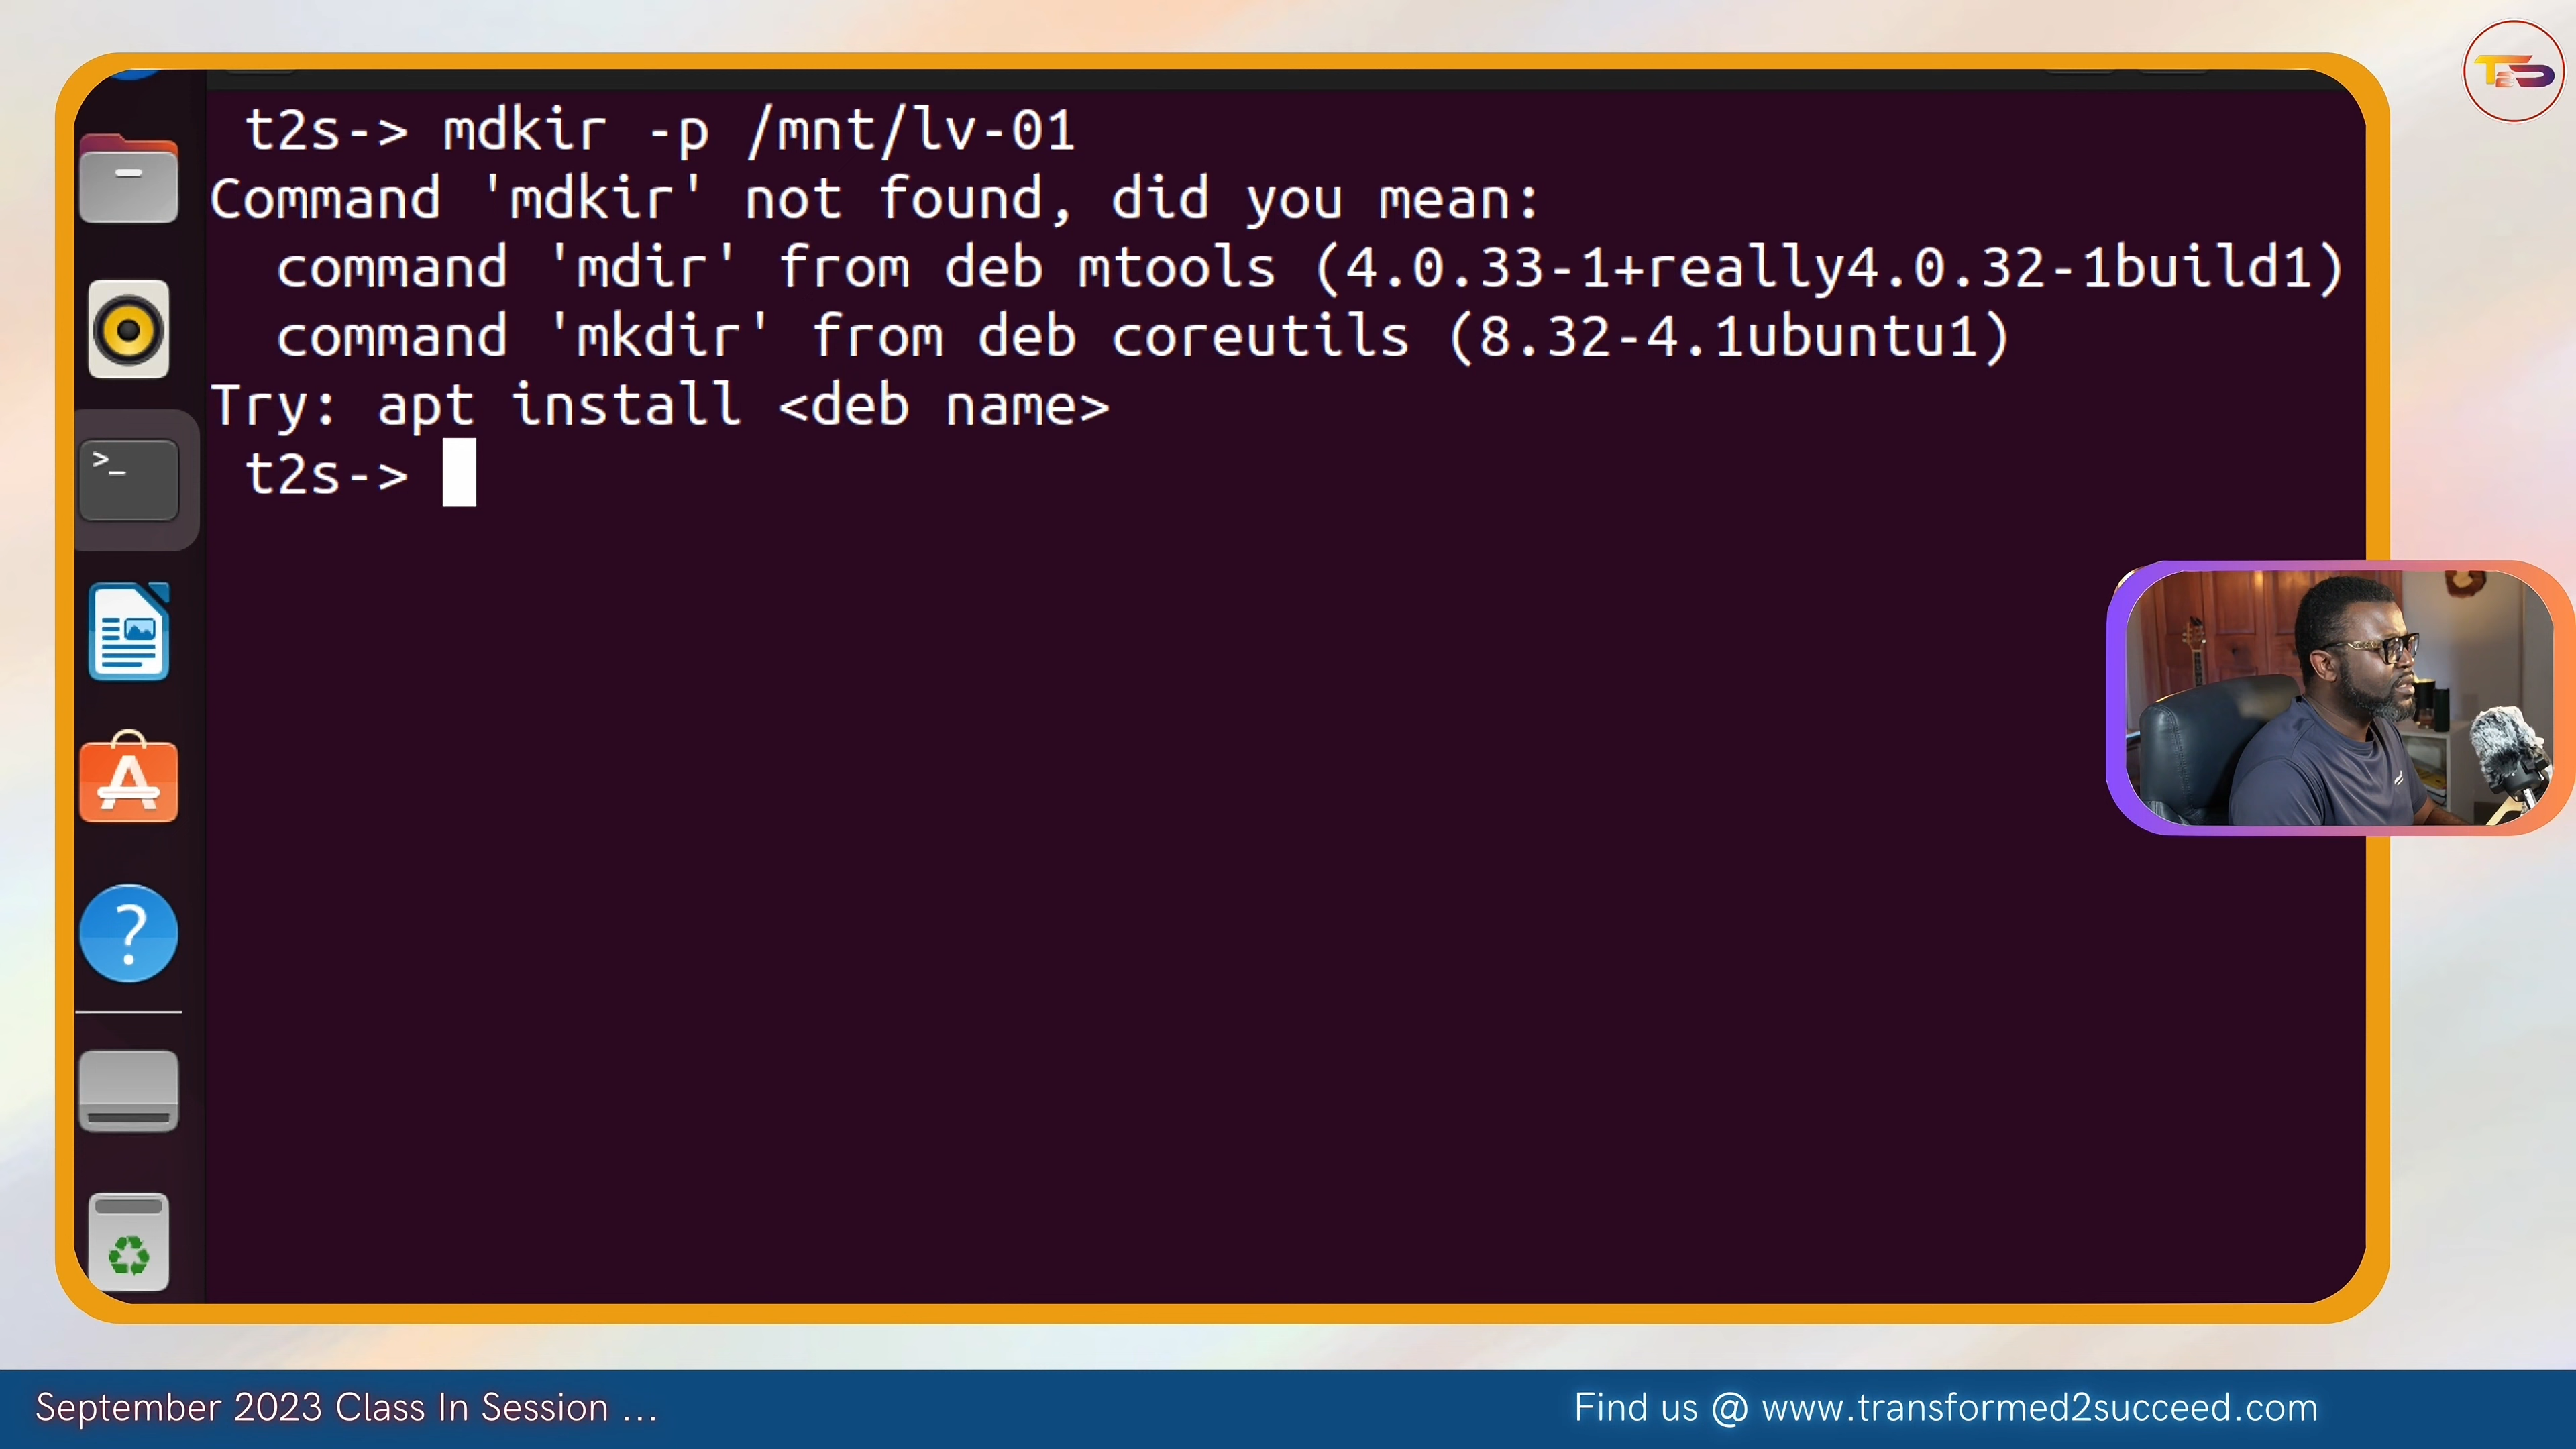 T2S
t2s-> mdkir -p /mnt/lv-01
Command 'mdkir' not found, did you mean:
command 'mdir' from deb mtools (4.0.33-1+really4.0.32-1build1)
command 'mkdir' from deb coreutils (8.32-4.1ubuntu1)
Try: apt install <deb name>
t2s->
September 2023 Class In Session ...
Find us @ www.transformed2succeed.com